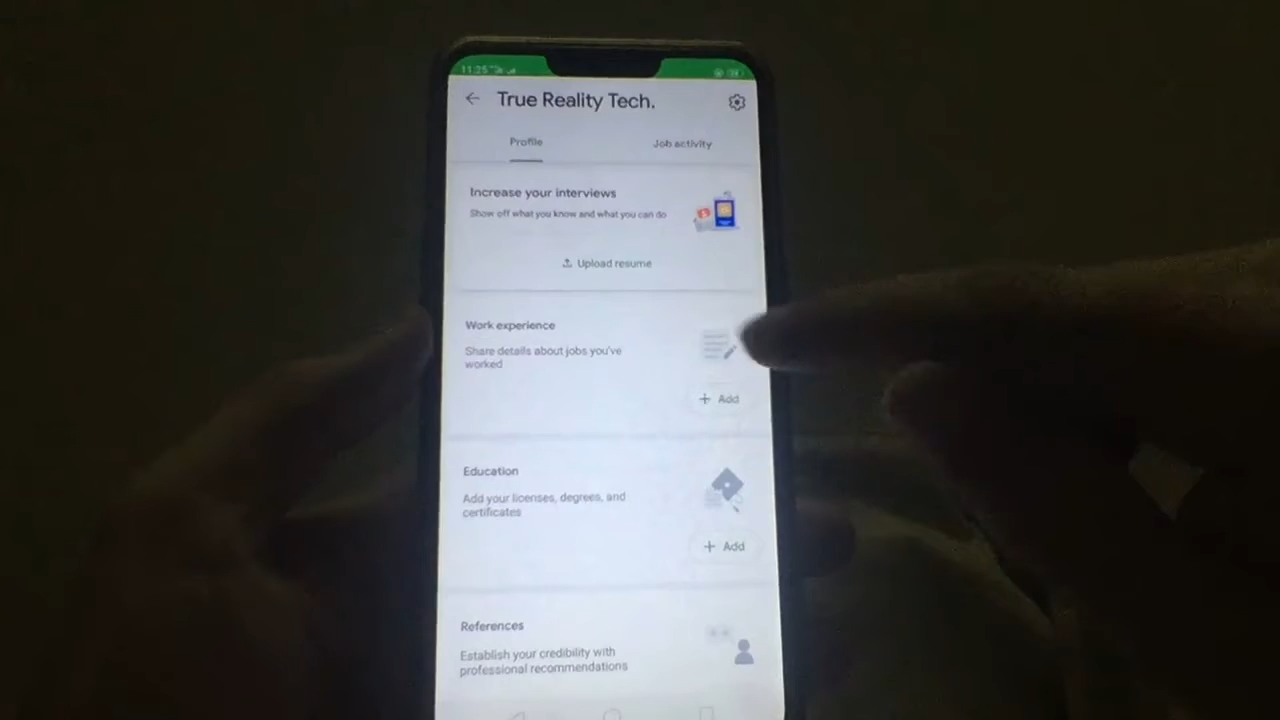 11:25
True Reality Tech.
Profile
Job activity
Increase your interviews
Show off what you know and what you can do
Upload resume
Work experience
Share details about jobs you've
worked
+ Add
Education
Add your licenses, degrees, and
certificates
+ Add
References
Establish your credibility with
professional recommendations